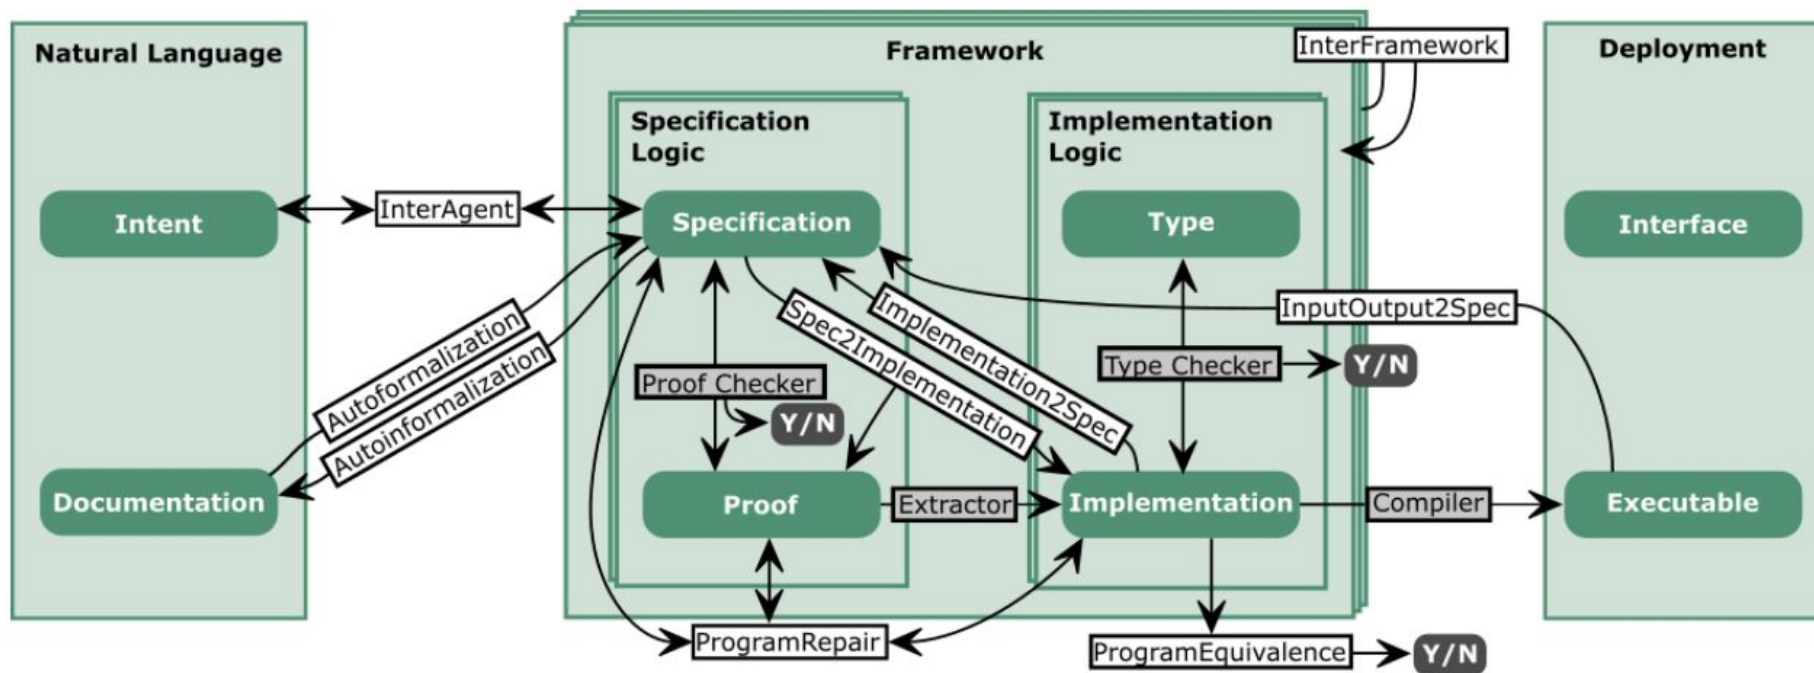 Natural Language
Framework
InterFramework
Deployment
Specification
Logic
Implementation
Logic
Intent
InterAgent
Specification
Type
Interface
Autoformalization
Autoinformalization
Proof Checker
Y/N
Spec2Implementation
Implementation2Spec
InputOutput2Spec
Type Checker
Y/N
Documentation
Proof
Extractor
Implementation
Compiler
Executable
ProgramRepair
ProgramEquivalence
Y/N